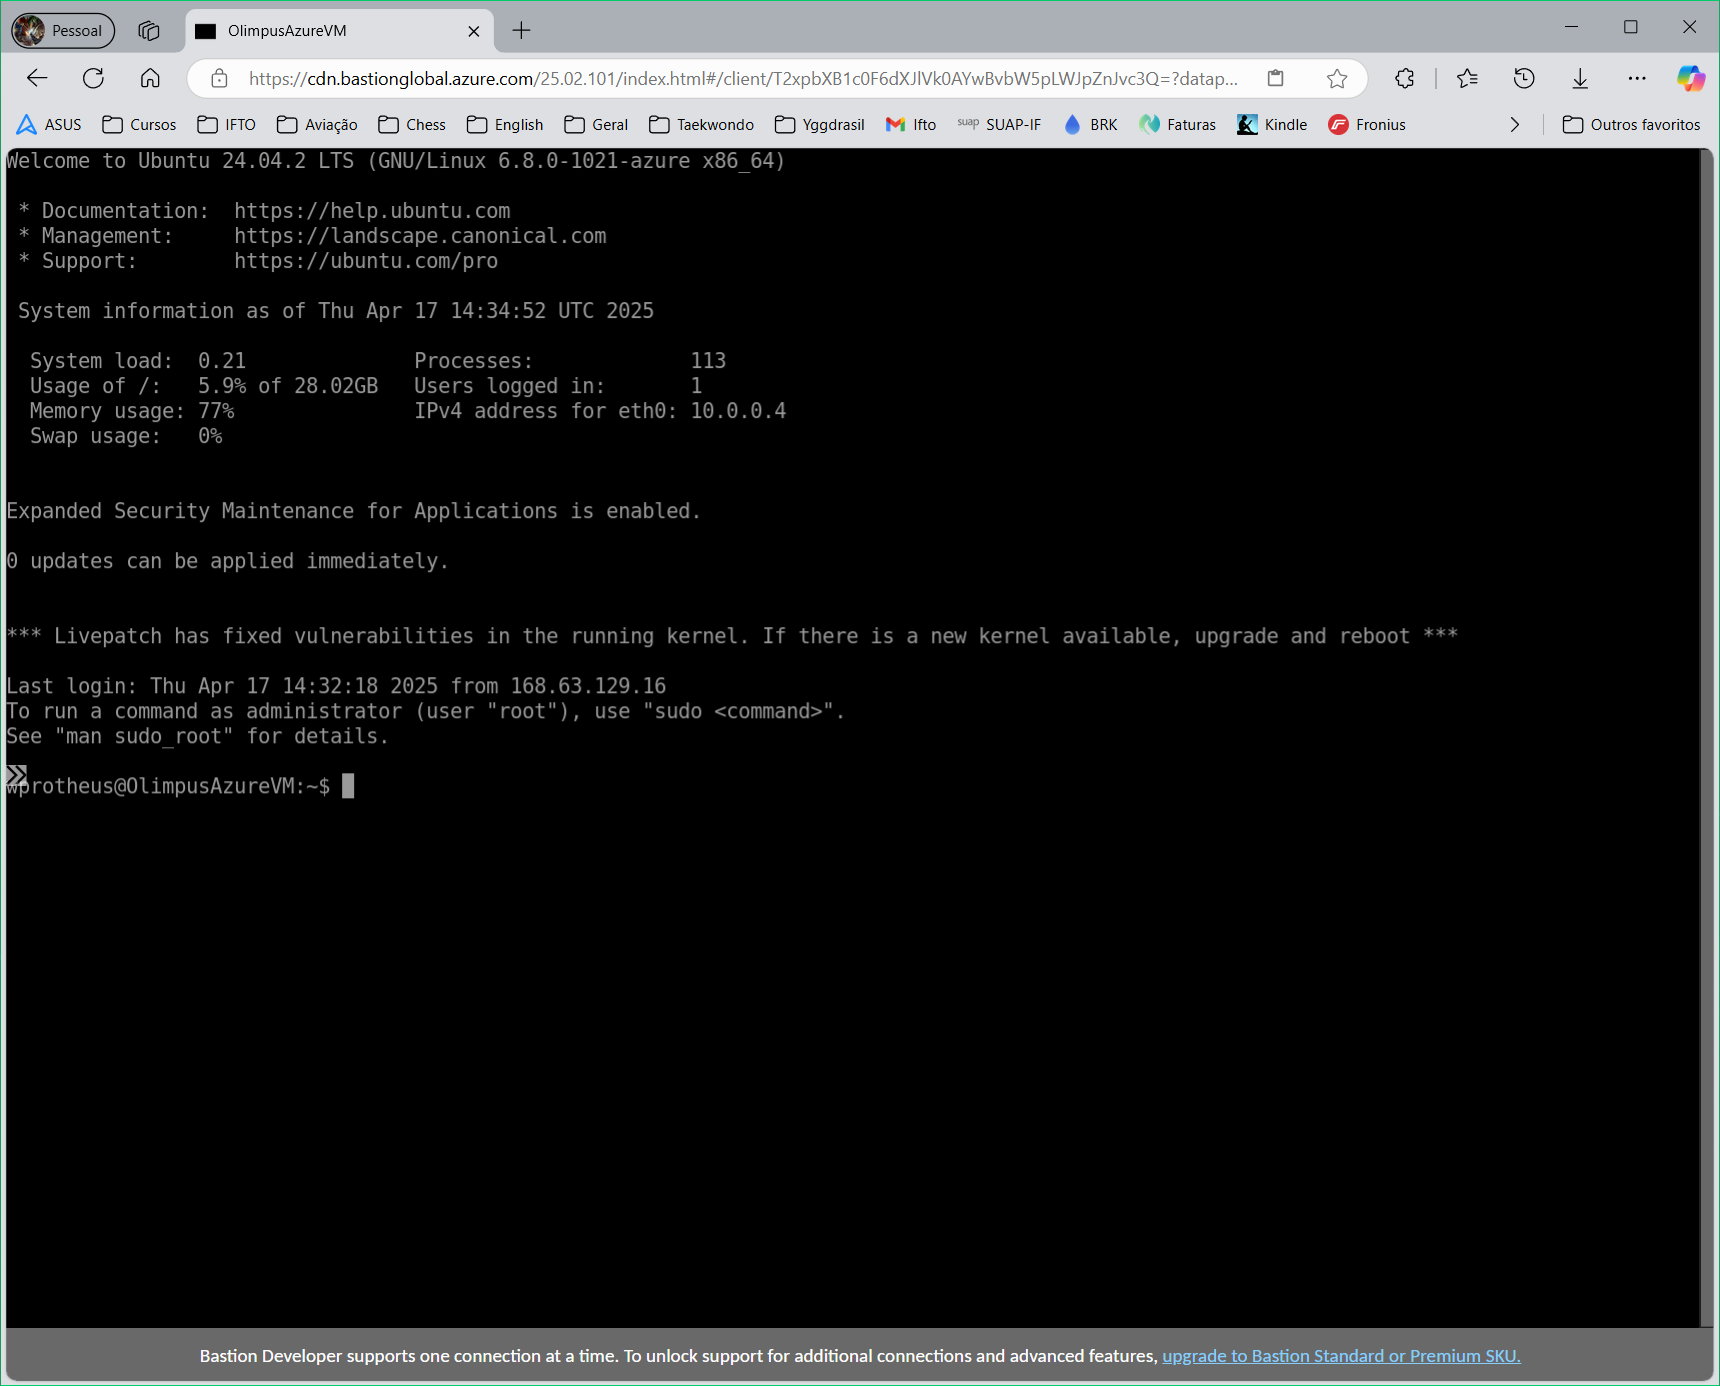 Pessoal
OlimpusAzureVM
https://cdn.bastionglobal.azure.com/25.02.101/index.html#/client/T2xpbXB1c0F6dXJlVk0AYwBvbW5pLWJpZnJvc3Q=?datap...
ASUS Cursos IFTO Aviação Chess English Geral Taekwondo Yggdrasil Ifto suap SUAP-IF BRK Faturas Kindle Fronius Outros favoritos
Welcome to Ubuntu 24.04.2 LTS (GNU/Linux 6.8.0-1021-azure x86_64)
* Documentation:  https://help.ubuntu.com
* Management:     https://landscape.canonical.com
* Support:        https://ubuntu.com/pro
System information as of Thu Apr 17 14:34:52 UTC 2025
System load:  0.21              Processes:             113
Usage of /:   5.9% of 28.02GB   Users logged in:       1
Memory usage: 77%               IPv4 address for eth0: 10.0.0.4
Swap usage:   0%
Expanded Security Maintenance for Applications is enabled.
0 updates can be applied immediately.
*** Livepatch has fixed vulnerabilities in the running kernel. If there is a new kernel available, upgrade and reboot ***
Last login: Thu Apr 17 14:32:18 2025 from 168.63.129.16
To run a command as administrator (user "root"), use "sudo <command>".
See "man sudo_root" for details.
wprotheus@OlimpusAzureVM:~$
Bastion Developer supports one connection at a time. To unlock support for additional connections and advanced features, upgrade to Bastion Standard or Premium SKU.